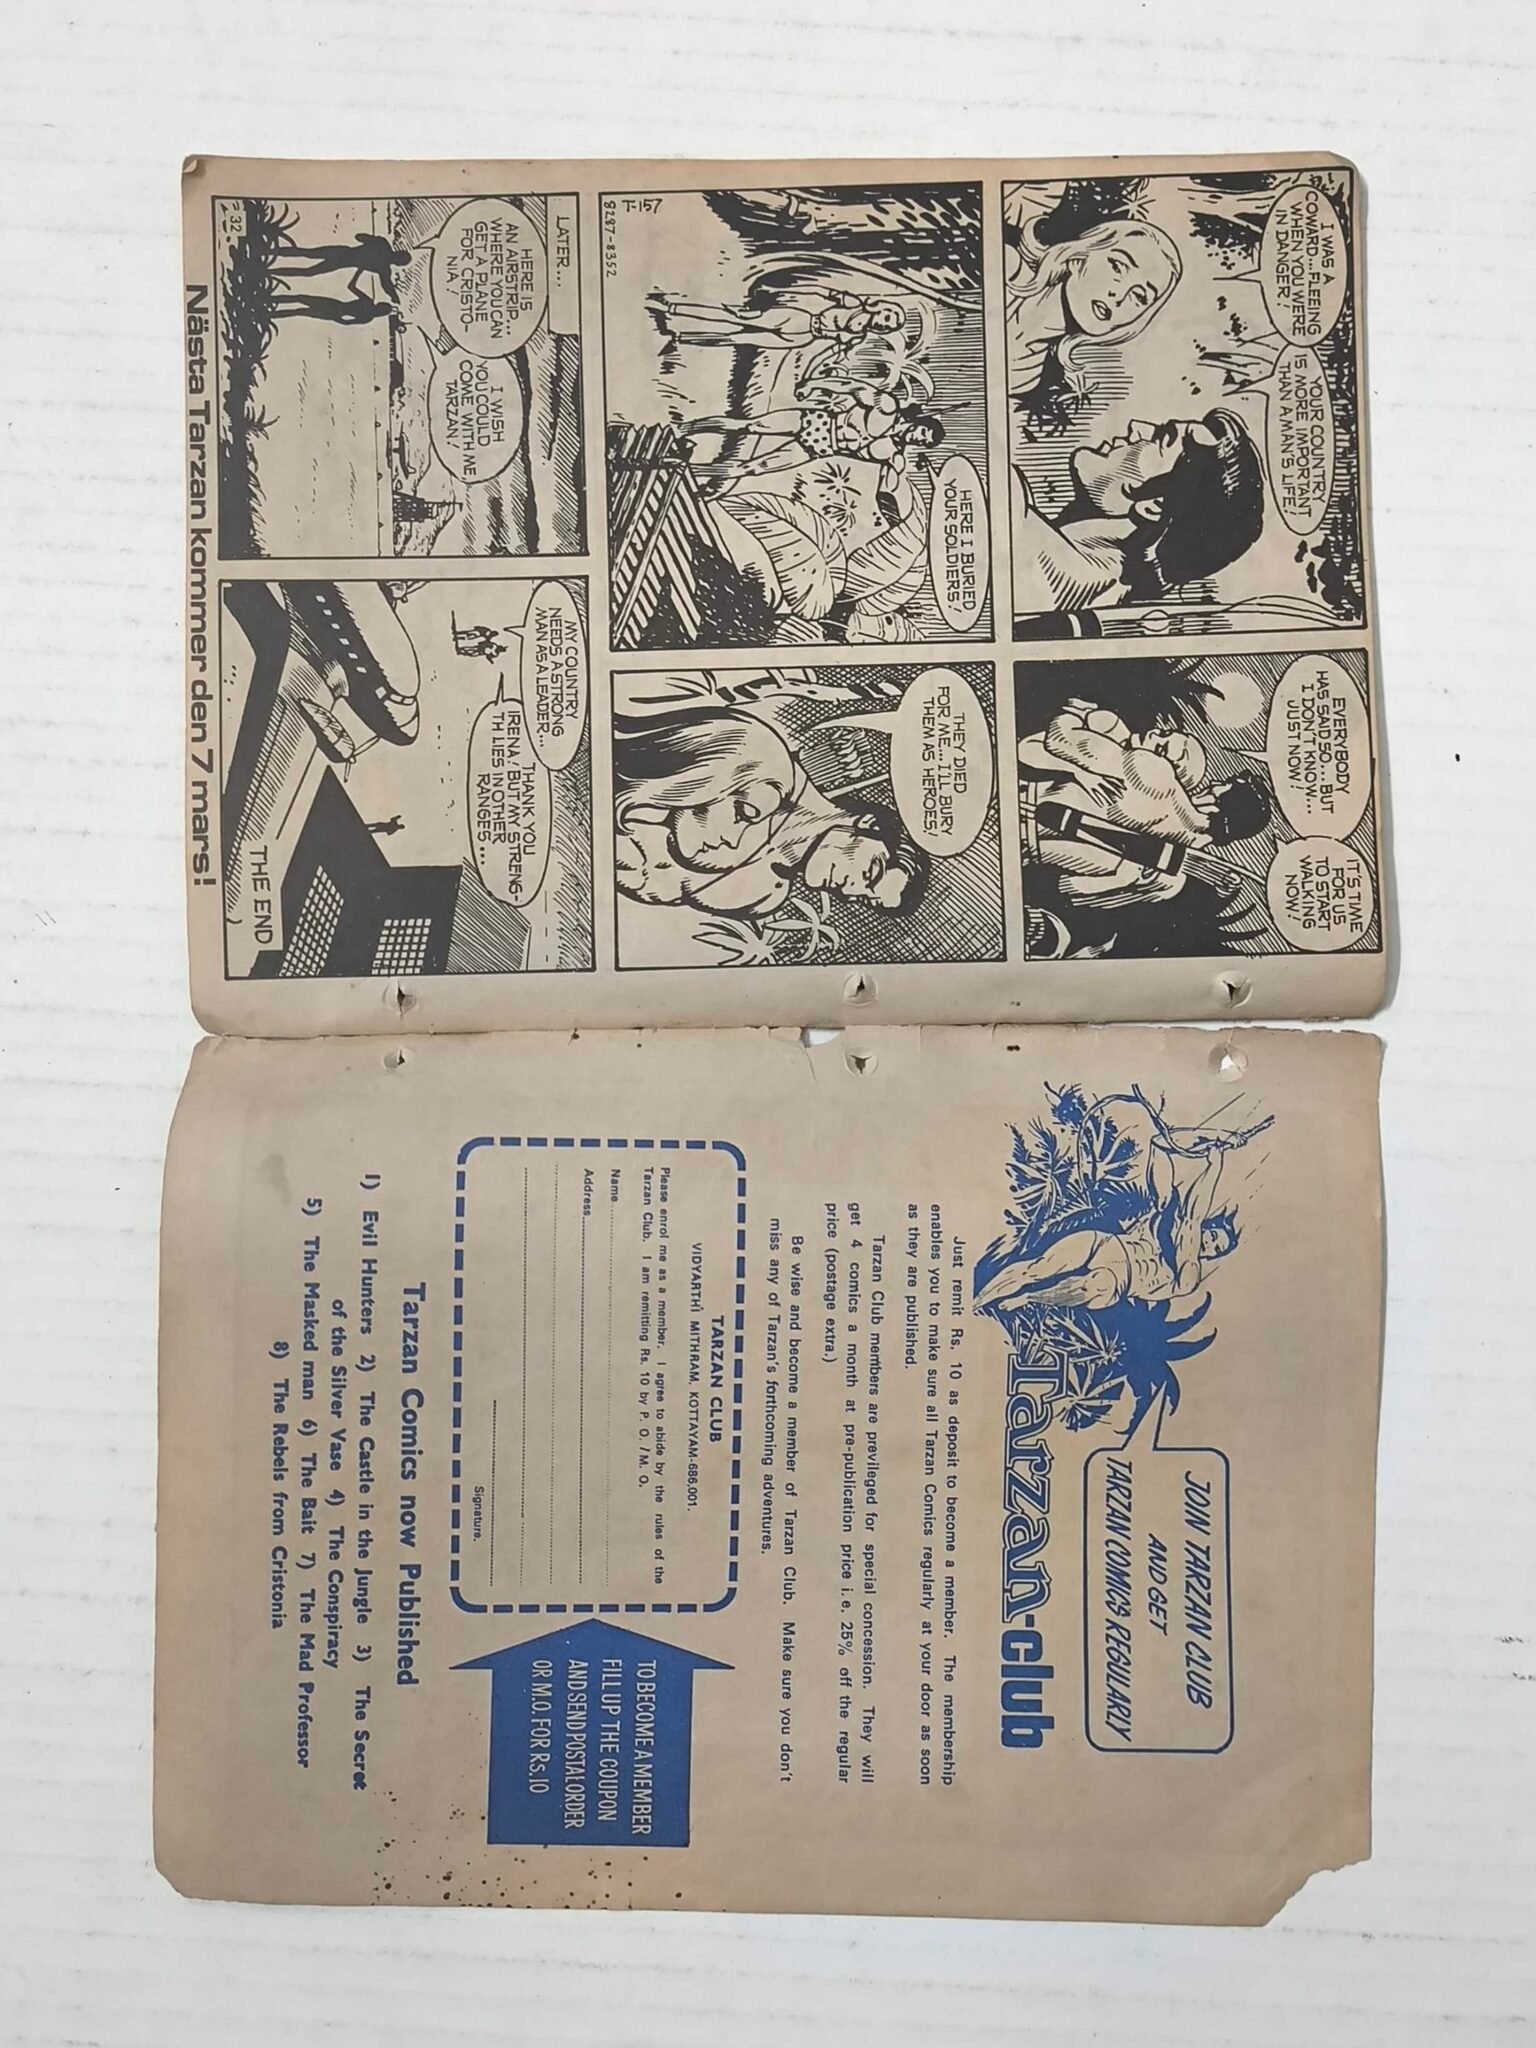 I WAS A
COWARD...FLEEING
WHEN YOU WERE
IN DANGER!
YOUR COUNTRY
IS MORE IMPORTANT
THAN A MAN'S LIFE!
EVERYBODY
HAS SAID SO...BUT
I DON'T KNOW...
JUST NOW!
IT'S TIME
FOR US
TO START
WALKING
NOW!
HERE I BURIED
YOUR SOLDIERS!
T-157
8287-8352
THEY DIED
FOR ME...I'LL BURY
THEM AS HEROES!
LATER...
HERE IS
AN AIRSTRIP...
WHERE YOU CAN
GET A PLANE
FOR CRISTO-
NIA!
I WISH
YOU COULD
COME WITH ME
TARZAN!
32
MY COUNTRY
NEEDS A STRONG
MAN AS A LEADER...
THANK YOU
IRENA! BUT MY STRENG-
TH LIES IN OTHER
RANGES...
THE END
Nästa Tarzan kommer den 7 mars!
JOIN TARZAN CLUB
AND GET
TARZAN COMICS REGULARLY
Tarzan-club
Just remit Rs. 10 as deposit to become a member. The membership
enables you to make sure all Tarzan Comics regularly at your door as soon
as they are published.
Tarzan Club members are previleged for special concession. They will
get 4 comics a month at pre-publication price i.e. 25% off the regular
price (postage extra.)
Be wise and become a member of Tarzan Club. Make sure you don't
miss any of Tarzan's forthcoming adventures.
TARZAN CLUB
VIDYARTHI MITHRAM, KOTTAYAM-686,001.
Please enrol me as a member. I agree to abide by the rules of the
Tarzan Club. I am remitting Rs. 10 by P. O. / M. O.
Name
Address
Signature.
TO BECOME A MEMBER
FILL UP THE COUPON
AND SEND POSTAL ORDER
OR M.O. FOR Rs.10
Tarzan Comics now Published
1) Evil Hunters 2) The Castle in the Jungle 3) The Secret
of the Silver Vase 4) The Conspiracy
5) The Masked man 6) The Bait 7) The Mad Professor
8) The Rebels from Cristonia